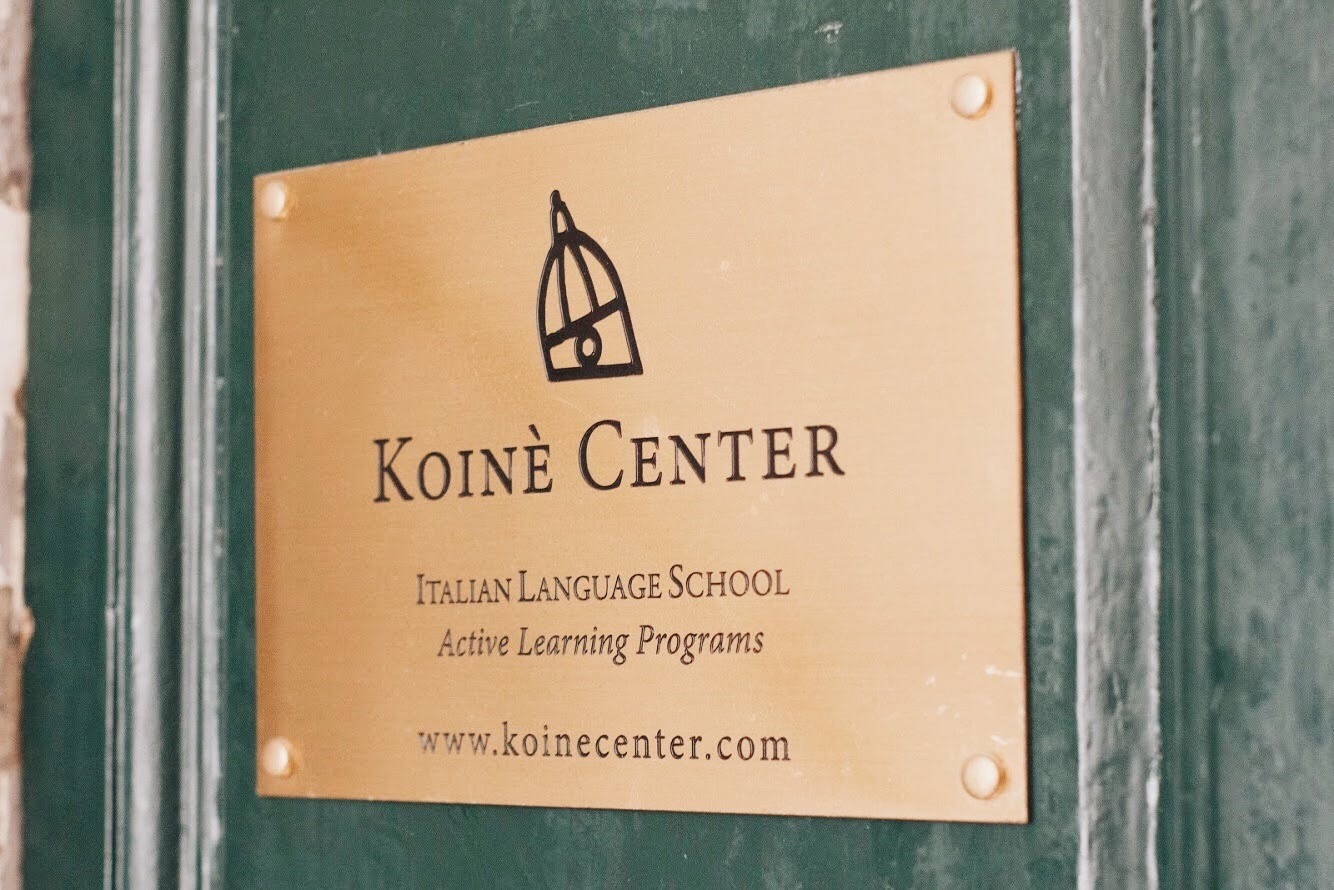 KOINÈ CENTER
ITALIAN LANGUAGE SCHOOL
Active Learning Programs
www.koinecenter.com